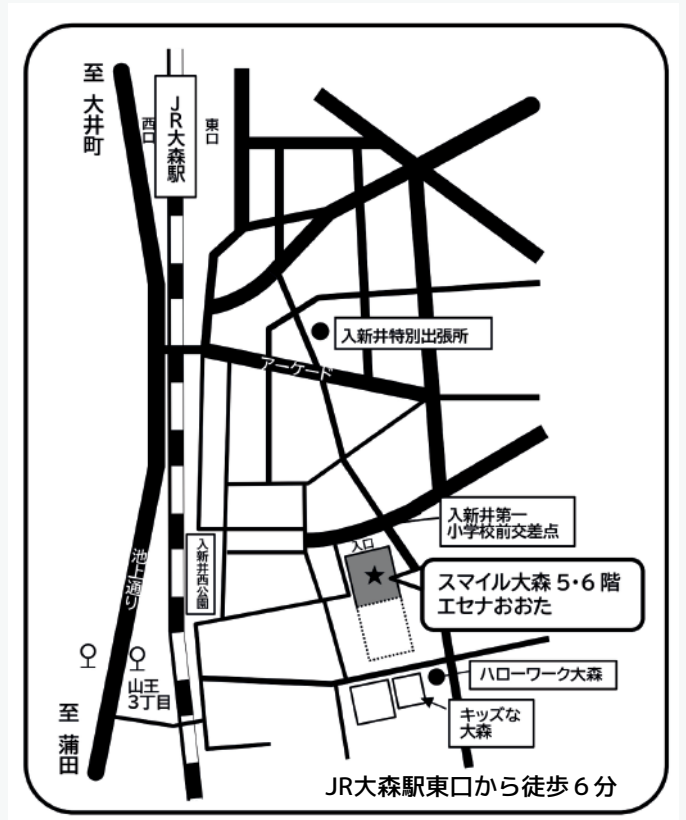 至 大井町
西口
JR大森駅
東口
入新井特別出張所
アーケード
入新井第一
小学校前交差点
入口
入新井西公園
スマイル大森 5・6 階
エセナおおた
池上通り
ハローワーク大森
山王
3丁目
キッズな
大森
至 蒲田
JR大森駅東口から徒歩6分